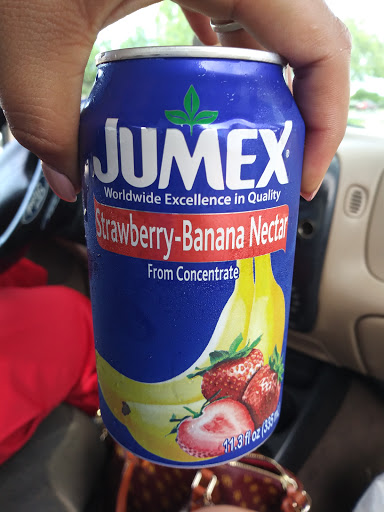 JUMEX
Worldwide Excellence in Quality
Strawberry-Banana Nectar
From Concentrate
11.3 fl oz